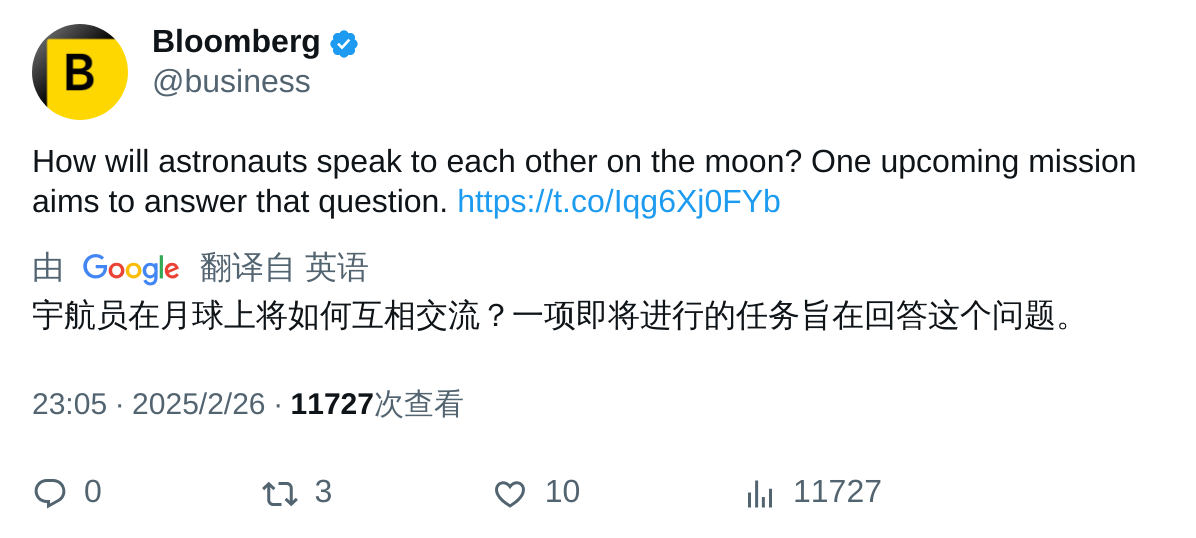 B
Bloomberg
@business
How will astronauts speak to each other on the moon? One upcoming mission
aims to answer that question. https://t.co/Iqg6Xj0FYb
由 Google 翻译自 英语
宇航员在月球上将如何互相交流？一项即将进行的任务旨在回答这个问题。
23:05 · 2025/2/26 · 11727次查看
0 3 10 11727